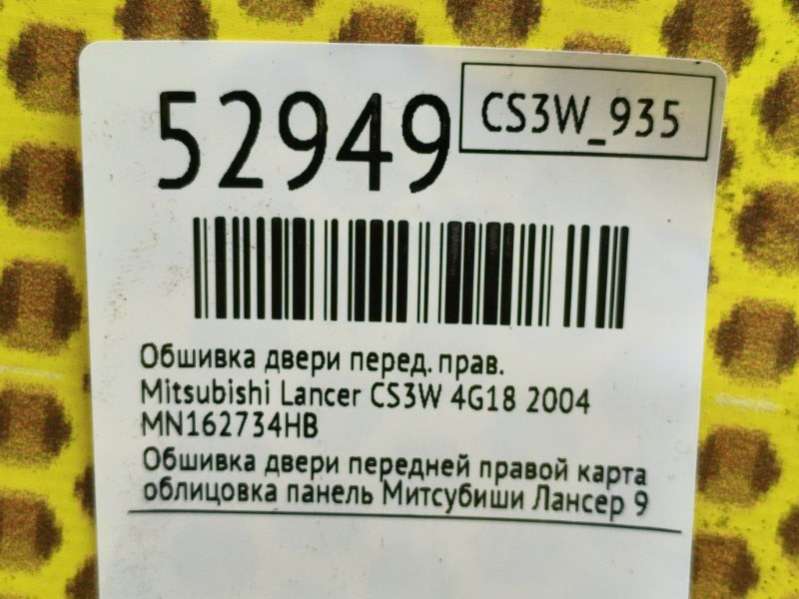 52949
CS3W_935
Обшивка двери перед. прав.
Mitsubishi Lancer CS3W 4G18 2004
MN162734HB
Обшивка двери передней правой карта
облицовка панель Митсубиши Лансер 9